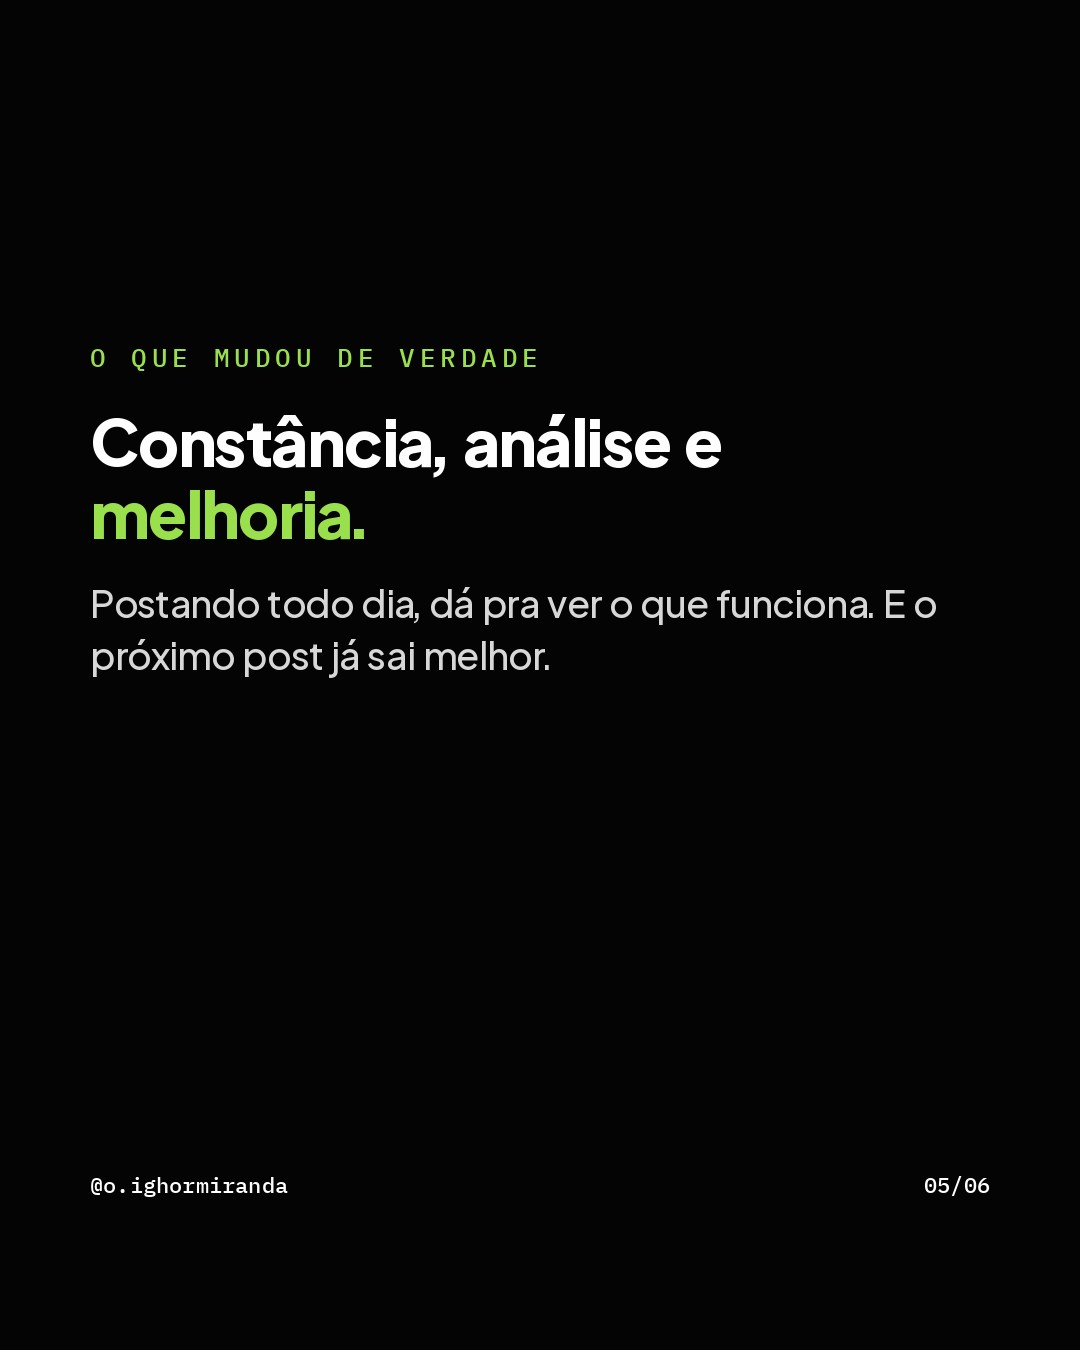 O QUE MUDOU DE VERDADE
Constância, análise e
melhoria.
Postando todo dia, dá pra ver o que funciona. E o
próximo post já sai melhor.
@o.ighormiranda
05/06